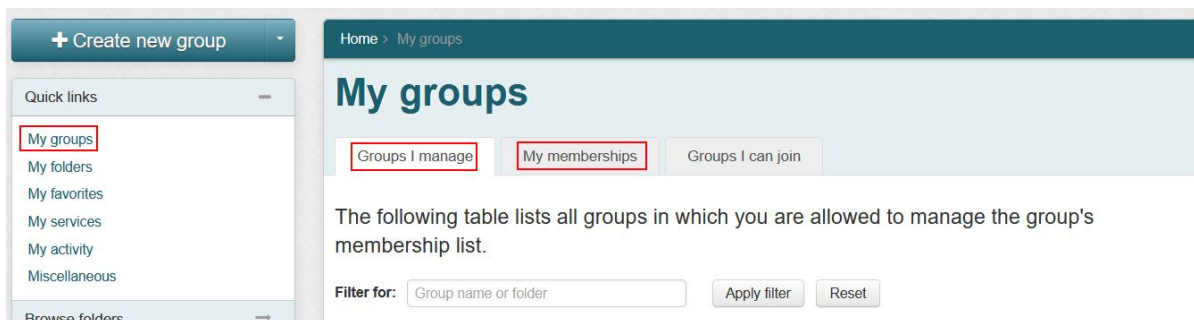 + Create new group
Quick links
My groups
My folders
My favorites
My services
My activity
Miscellaneous
Browse folders
Home > My groups
My groups
Groups I manage
My memberships
Groups I can join
The following table lists all groups in which you are allowed to manage the group's
membership list.
Filter for: Group name or folder Apply filter Reset